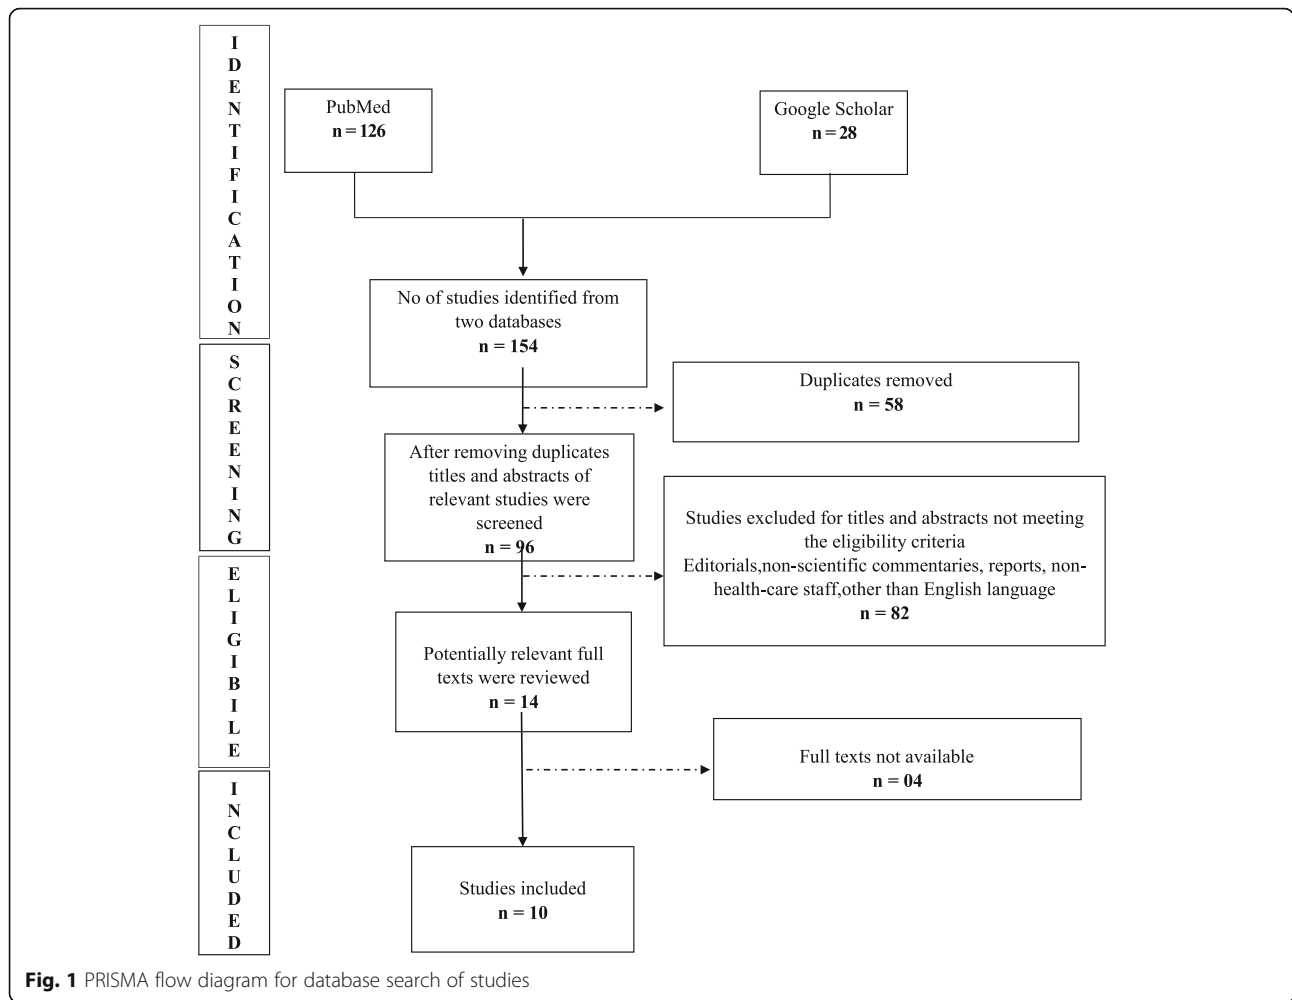 IDENTIFICATION
PubMed
n = 126
Google Scholar
n = 28
No of studies identified from
two databases
n = 154
SCREENING
Duplicates removed
n = 58
After removing duplicates
titles and abstracts of
relevant studies were
screened
n = 96
Studies excluded for titles and abstracts not meeting
the eligibility criteria
Editorials,non-scientific commentaries, reports, non-
health-care staff,other than English language
n = 82
ELIGIBILE
Potentially relevant full
texts were reviewed
n = 14
Full texts not available
n = 04
INCLUDED
Studies included
n = 10
Fig. 1 PRISMA flow diagram for database search of studies